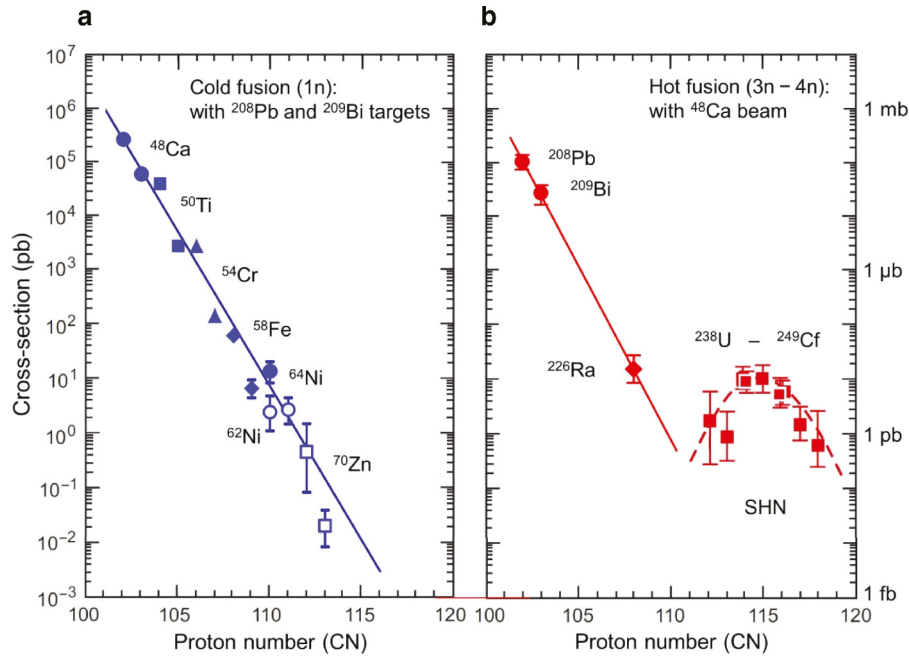 a
Cross-section (pb)
10⁷
10⁶
10⁵
10⁴
10³
10²
10¹
10⁰
10⁻¹
10⁻²
10⁻³
Cold fusion (1n):
with ²⁰⁸Pb and ²⁰⁹Bi targets
⁴⁸Ca
⁵⁰Ti
⁵⁴Cr
⁵⁸Fe
⁶⁴Ni
⁶²Ni
⁷⁰Zn
100 105 110 115 120
Proton number (CN)
b
Hot fusion (3n – 4n):
with ⁴⁸Ca beam
²⁰⁸Pb
²⁰⁹Bi
²³⁸U – ²⁴⁹Cf
²²⁶Ra
SHN
1 mb
1 µb
1 pb
1 fb
100 105 110 115 120
Proton number (CN)